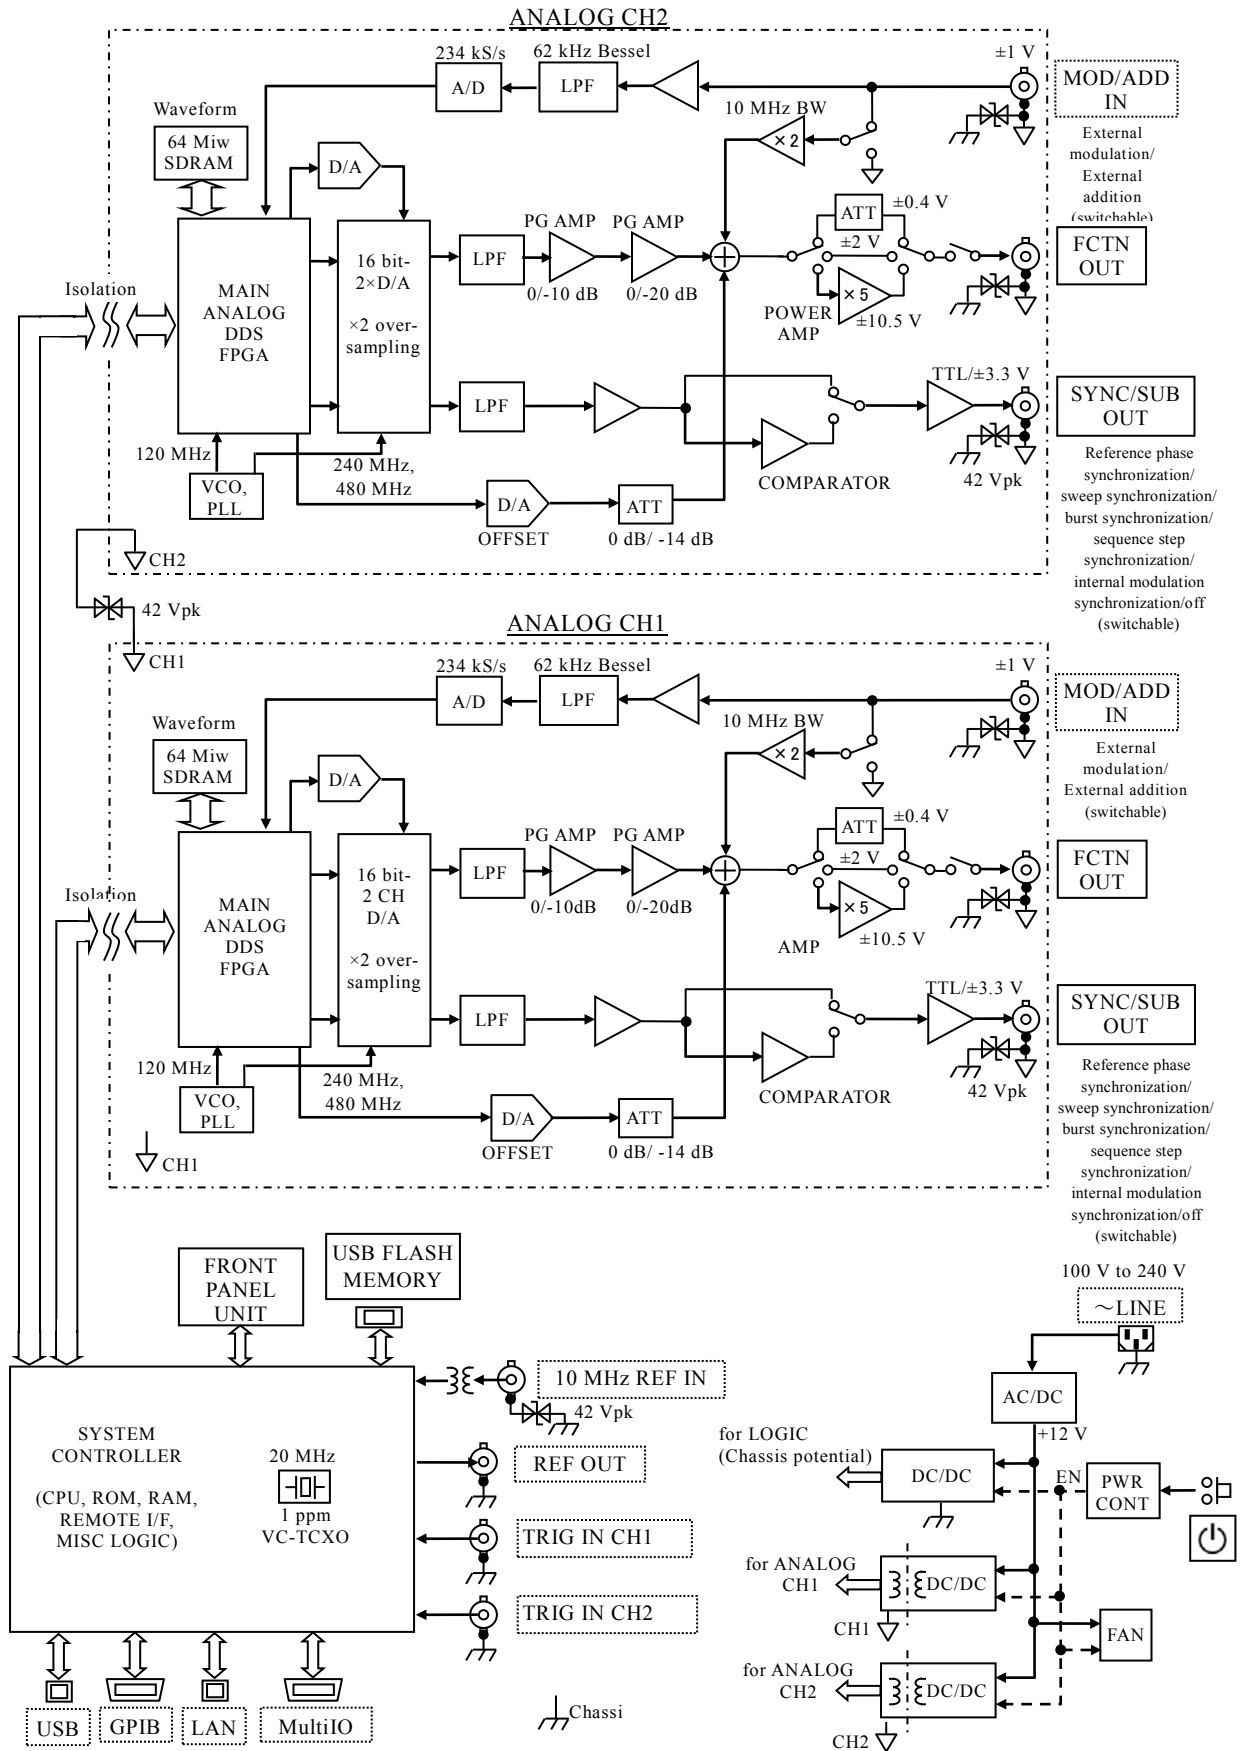 ANALOG CH2
234 kS/s
62 kHz Bessel
±1 V
A/D
LPF
MOD/ADD
IN
Waveform
10 MHz BW
64 Miw
SDRAM
×2
External
modulation/
External
addition
(switchable)
D/A
ATT
±0.4 V
PG AMP
PG AMP
±2 V
FCTN
OUT
16 bit-
2×D/A
×2 over-
sampling
LPF
Isolation
MAIN
ANALOG
DDS
FPGA
0/-10 dB
0/-20 dB
×5
POWER
AMP
±10.5 V
TTL/±3.3 V
SYNC/SUB
OUT
LPF
120 MHz
240 MHz,
480 MHz
COMPARATOR
42 Vpk
VCO,
PLL
D/A
ATT
OFFSET
0 dB/ -14 dB
Reference phase
synchronization/
sweep synchronization/
burst synchronization/
sequence step
synchronization/
internal modulation
synchronization/off
(switchable)
CH2
42 Vpk
CH1
ANALOG CH1
234 kS/s
62 kHz Bessel
±1 V
A/D
LPF
MOD/ADD
IN
Waveform
10 MHz BW
64 Miw
SDRAM
×2
External
modulation/
External addition
(switchable)
D/A
ATT
±0.4 V
PG AMP
PG AMP
±2 V
FCTN
OUT
16 bit-
2 CH
D/A
×2 over-
sampling
LPF
Isolation
MAIN
ANALOG
DDS
FPGA
0/-10dB
0/-20dB
×5
AMP
±10.5 V
TTL/±3.3 V
SYNC/SUB
OUT
LPF
120 MHz
240 MHz,
480 MHz
COMPARATOR
42 Vpk
VCO,
PLL
D/A
ATT
OFFSET
0 dB/ -14 dB
Reference phase
synchronization/
sweep synchronization/
burst synchronization/
sequence step
synchronization/
internal modulation
synchronization/off
(switchable)
CH1
FRONT
PANEL
UNIT
USB FLASH
MEMORY
100 V to 240 V
～LINE
10 MHz REF IN
42 Vpk
AC/DC
+12 V
SYSTEM
CONTROLLER
(CPU, ROM, RAM,
REMOTE I/F,
MISC LOGIC)
20 MHz
1 ppm
VC-TCXO
REF OUT
for LOGIC
(Chassis potential)
DC/DC
EN
PWR
CONT
TRIG IN CH1
for ANALOG
CH1
DC/DC
CH1
TRIG IN CH2
FAN
for ANALOG
CH2
DC/DC
CH2
USB
GPIB
LAN
MultiIO
Chassi